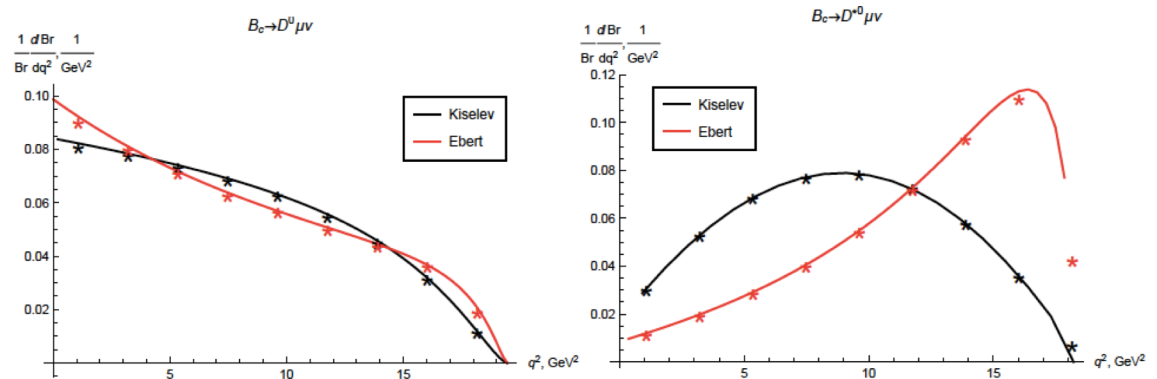 B_c→D⁰μν
1/Br dBr/dq², 1/GeV²
0.10
0.08
0.06
0.04
0.02
5
10
15
q², GeV²
Kiselev
Ebert
B_c→D*⁰μν
1/Br dBr/dq², 1/GeV²
0.12
0.10
0.08
0.06
0.04
0.02
5
10
15
q², GeV²
Kiselev
Ebert